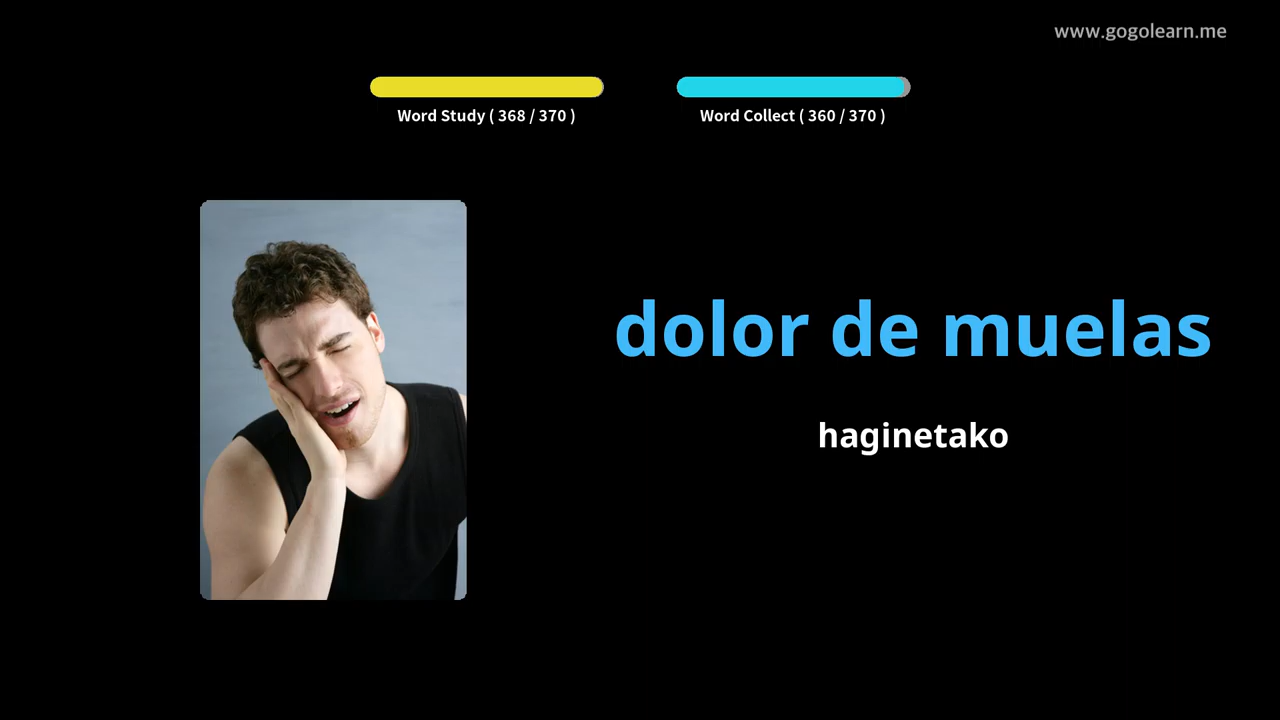 www.gogolearn.me
Word Study ( 368 / 370 )
Word Collect ( 360 / 370 )
dolor de muelas
haginetako